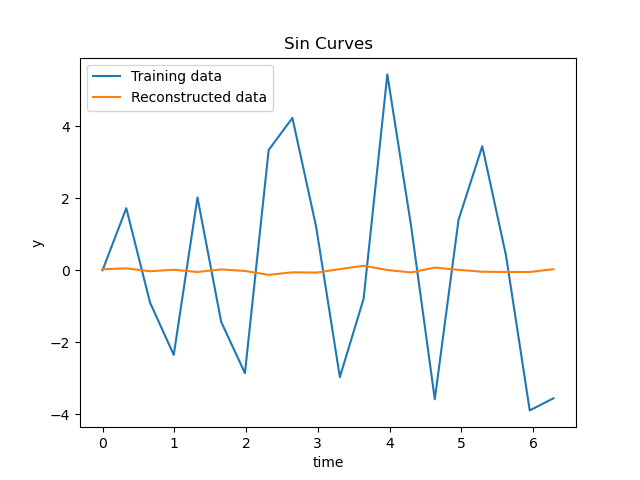 Sin Curves
Training data
Reconstructed data
y
4
2
0
−2
−4
0 1 2 3 4 5 6
time